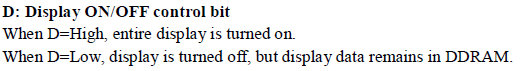 D: Display ON/OFF control bit
When D=High, entire display is turned on.
When D=Low, display is turned off, but display data remains in DDRAM.